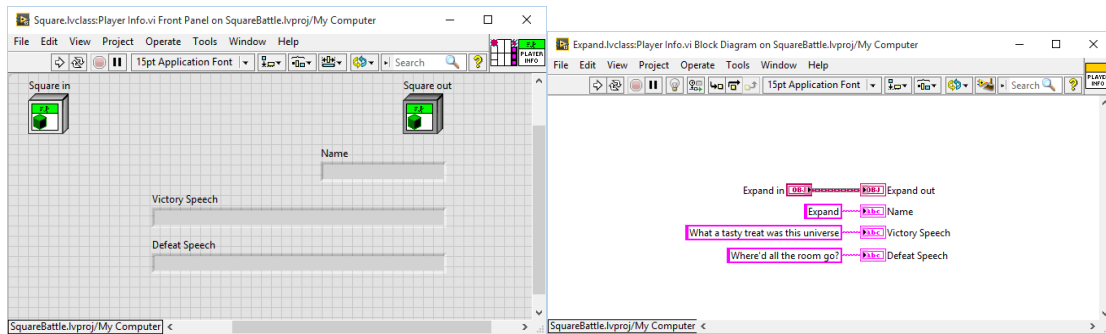 Square.lvclass:Player Info.vi Front Panel on SquareBattle.lvproj/My Computer
File Edit View Project Operate Tools Window Help
15pt Application Font
Search
PLAYER
INFO
Square in
Square out
Name
Victory Speech
Defeat Speech
SquareBattle.lvproj/My Computer
Expand.lvclass:Player Info.vi Block Diagram on SquareBattle.lvproj/My Computer
File Edit View Project Operate Tools Window Help
15pt Application Font
Search
PLAYE
INFO
Expand in OBJ OBJ Expand out
Expand abc Name
What a tasty treat was this universe abc Victory Speech
Where'd all the room go? abc Defeat Speech
SquareBattle.lvproj/My Computer